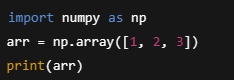 import numpy as np
arr = np.array([1, 2, 3])
print(arr)